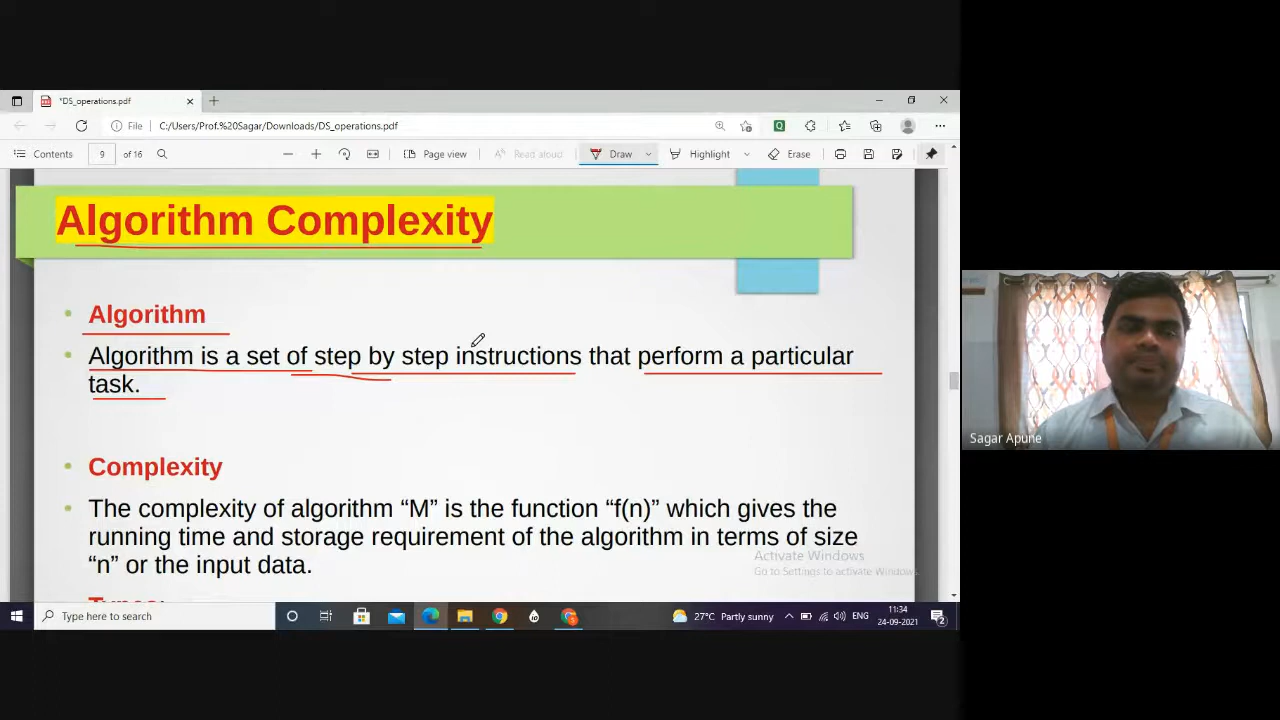 *DS_operations.pdf
File C:/Users/Prof.%20Sagar/Downloads/DS_operations.pdf
Contents 9 of 16 Page view Read aloud Draw Highlight Erase
Algorithm Complexity
Algorithm
Algorithm is a set of step by step instructions that perform a particular
task.
Complexity
The complexity of algorithm “M” is the function “f(n)” which gives the
running time and storage requirement of the algorithm in terms of size
“n” or the input data.
Activate Windows
Go to Settings to activate Windows.
Sagar Apune
Type here to search
27°C Partly sunny
ENG
11:34
24-09-2021
2